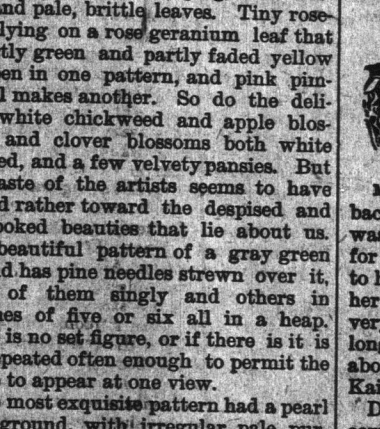 and pale, brittle leaves. Tiny rose-
lying on a rose geranium leaf that
tly green and partly faded yellow
en in one pattern, and pink pim-
l makes another. So do the deli-
white chickweed and apple blos-
and clover blossoms both white
ed, and a few velvety pansies. But
aste of the artists seems to have
d rather toward the despised and
ooked beauties that lie about us.
beautiful pattern of a gray green
d has pine needles strewn over it,
of them singly and others in
es of five or six all in a heap.
is no set figure, or if there is it is
peated often enough to permit the
to appear at one view.
most exquisite pattern had a pearl
ground, with irregular pale pur-
bac
was
for
to l
her
ver
long
abo
Kai
D